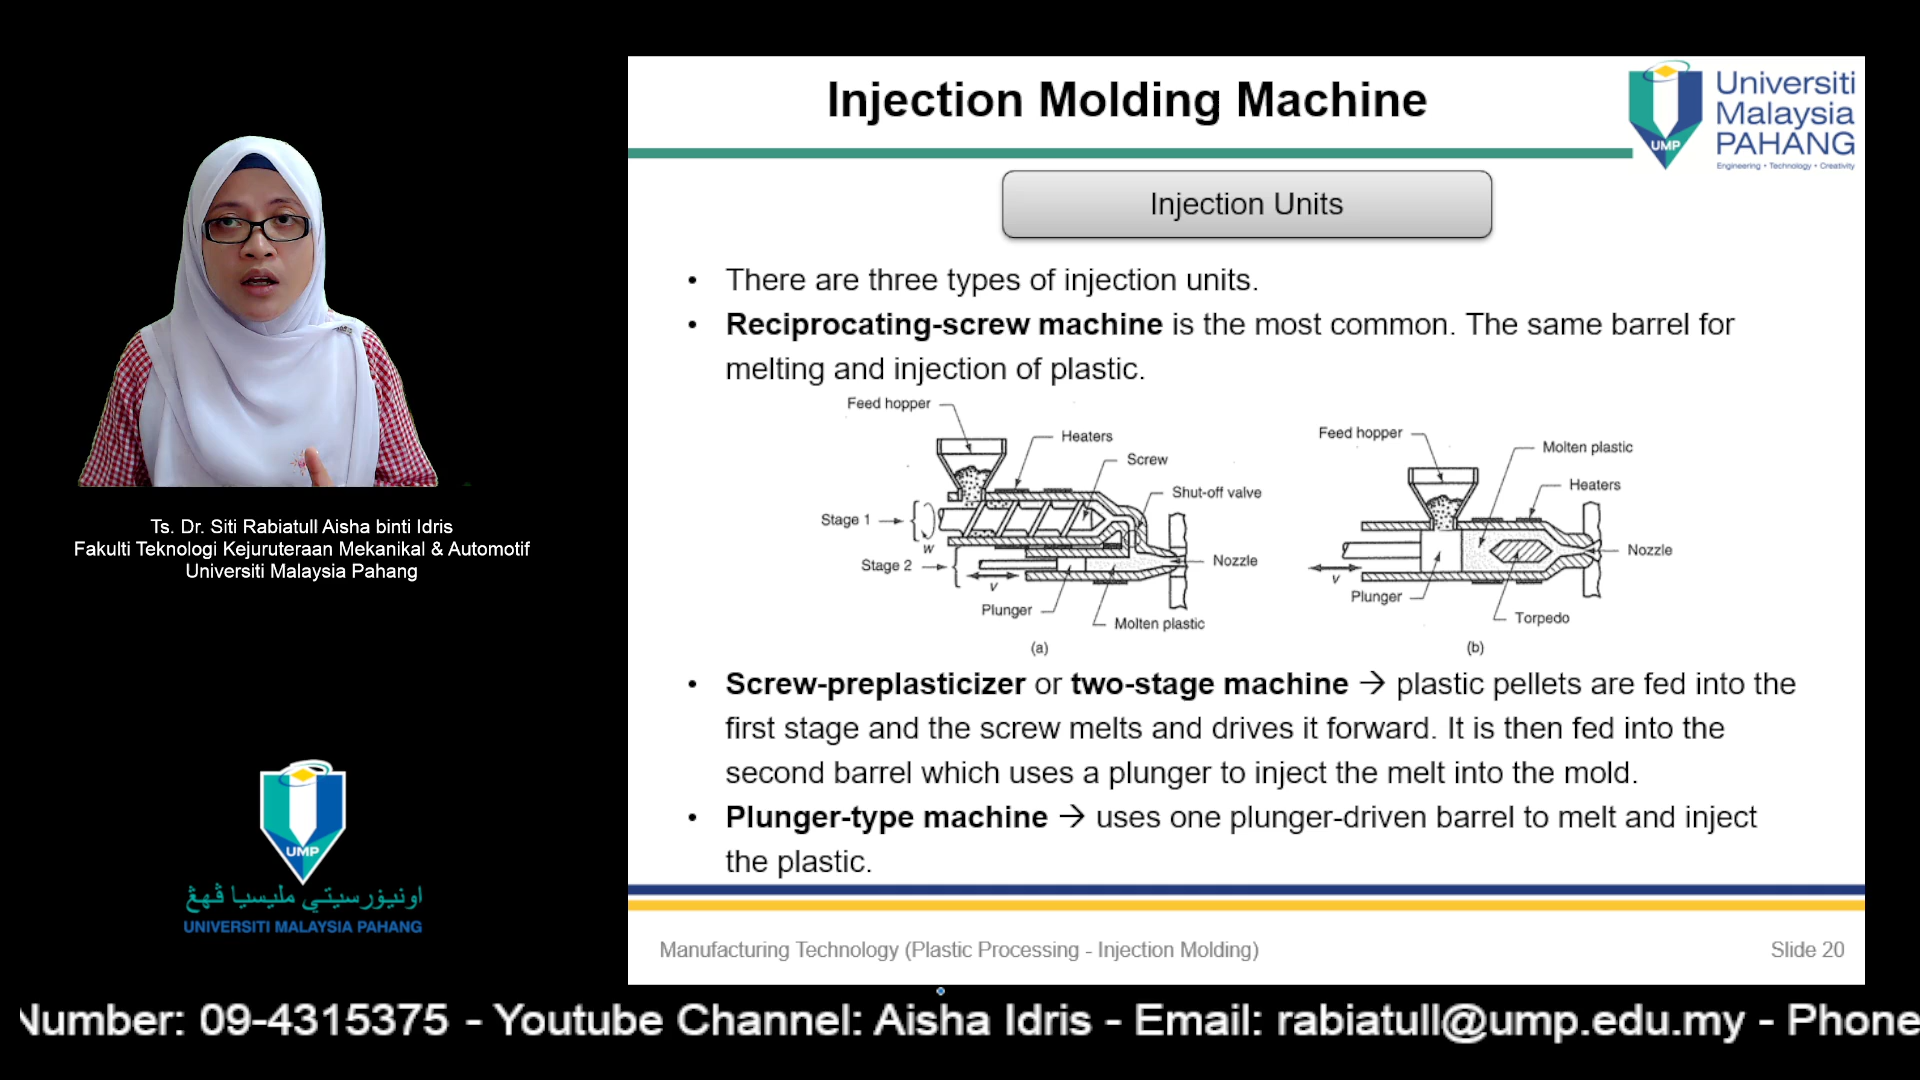 Injection Molding Machine
Universiti
Malaysia
PAHANG
Engineering • Technology • Creativity
UMP
Injection Units
• There are three types of injection units.
• Reciprocating-screw machine is the most common. The same barrel for
melting and injection of plastic.
Feed hopper
Heaters
Screw
Shut-off valve
Stage 1
w
Stage 2
Nozzle
v
Plunger
Molten plastic
(a)
Feed hopper
Molten plastic
Heaters
Nozzle
v
Plunger
Torpedo
(b)
• Screw-preplasticizer or two-stage machine → plastic pellets are fed into the
first stage and the screw melts and drives it forward. It is then fed into the
second barrel which uses a plunger to inject the melt into the mold.
• Plunger-type machine → uses one plunger-driven barrel to melt and inject
the plastic.
Manufacturing Technology (Plastic Processing - Injection Molding)
Slide 20
Ts. Dr. Siti Rabiatull Aisha binti Idris
Fakulti Teknologi Kejuruteraan Mekanikal & Automotif
Universiti Malaysia Pahang
UMP
اونيۏرسيتي مليسيا ڤهڠ
UNIVERSITI MALAYSIA PAHANG
Number: 09-4315375 - Youtube Channel: Aisha Idris - Email: rabiatull@ump.edu.my - Phone